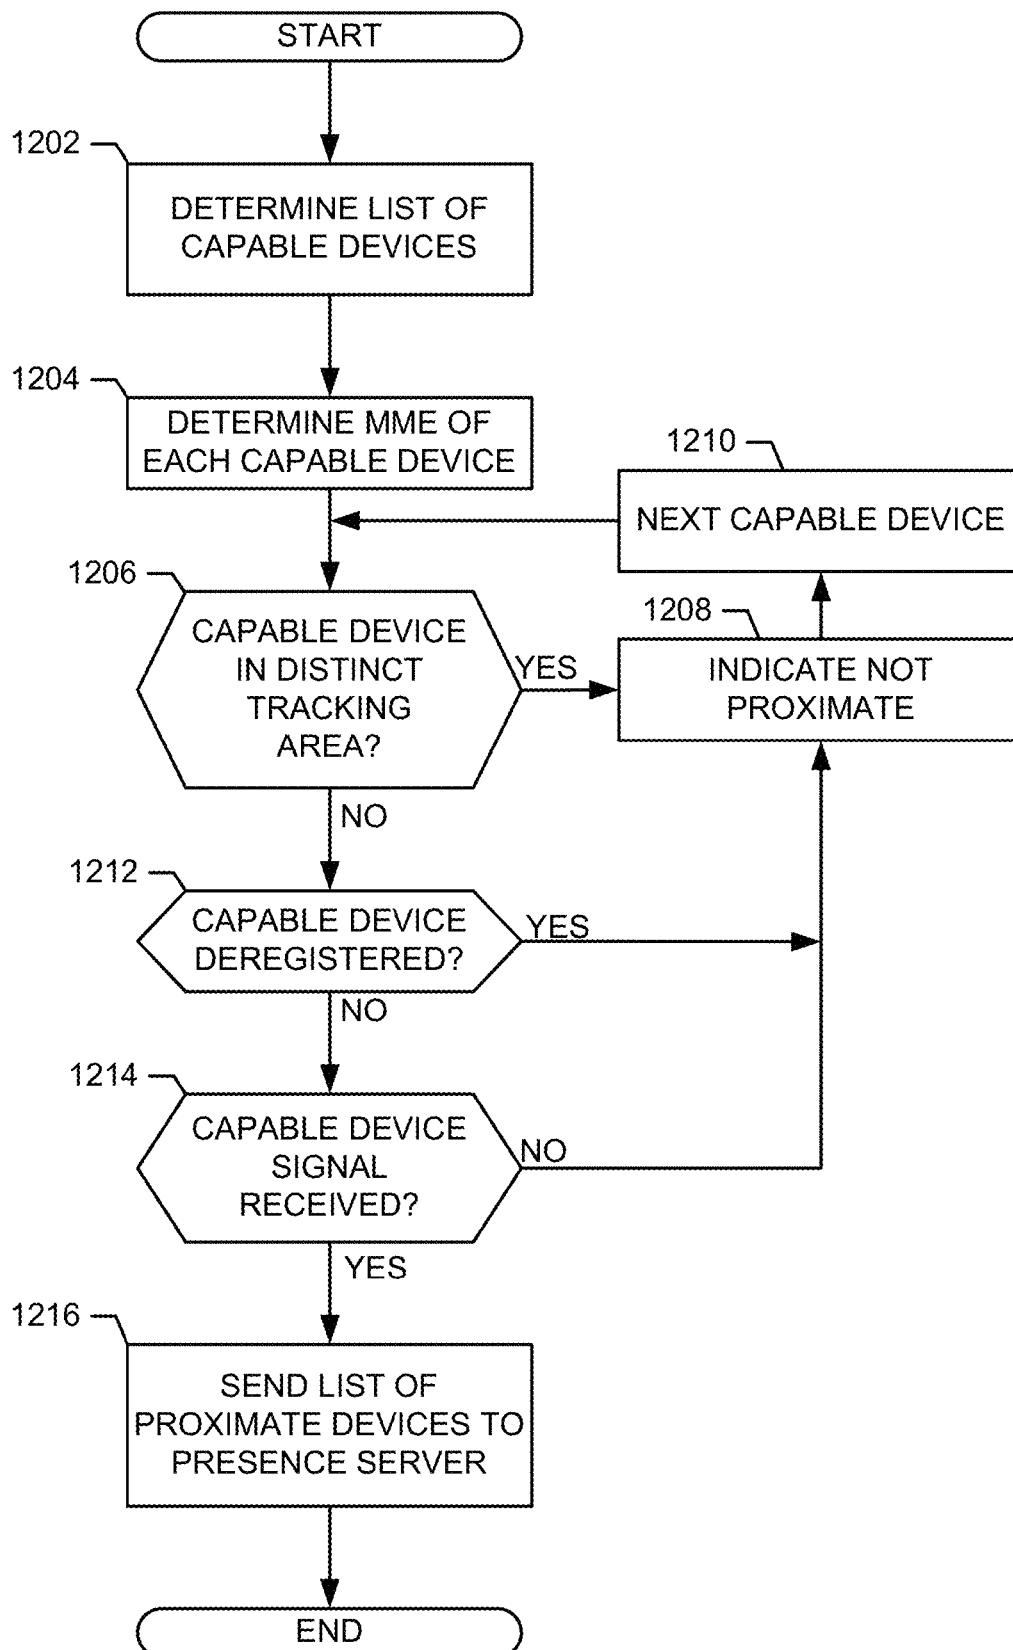 START
1202
DETERMINE LIST OF
CAPABLE DEVICES
1204
DETERMINE MME OF
EACH CAPABLE DEVICE
1210
NEXT CAPABLE DEVICE
1206
CAPABLE DEVICE
IN DISTINCT
TRACKING
AREA?
YES
1208
INDICATE NOT
PROXIMATE
NO
1212
CAPABLE DEVICE
DEREGISTERED?
YES
NO
1214
CAPABLE DEVICE
SIGNAL
RECEIVED?
NO
YES
1216
SEND LIST OF
PROXIMATE DEVICES TO
PRESENCE SERVER
END